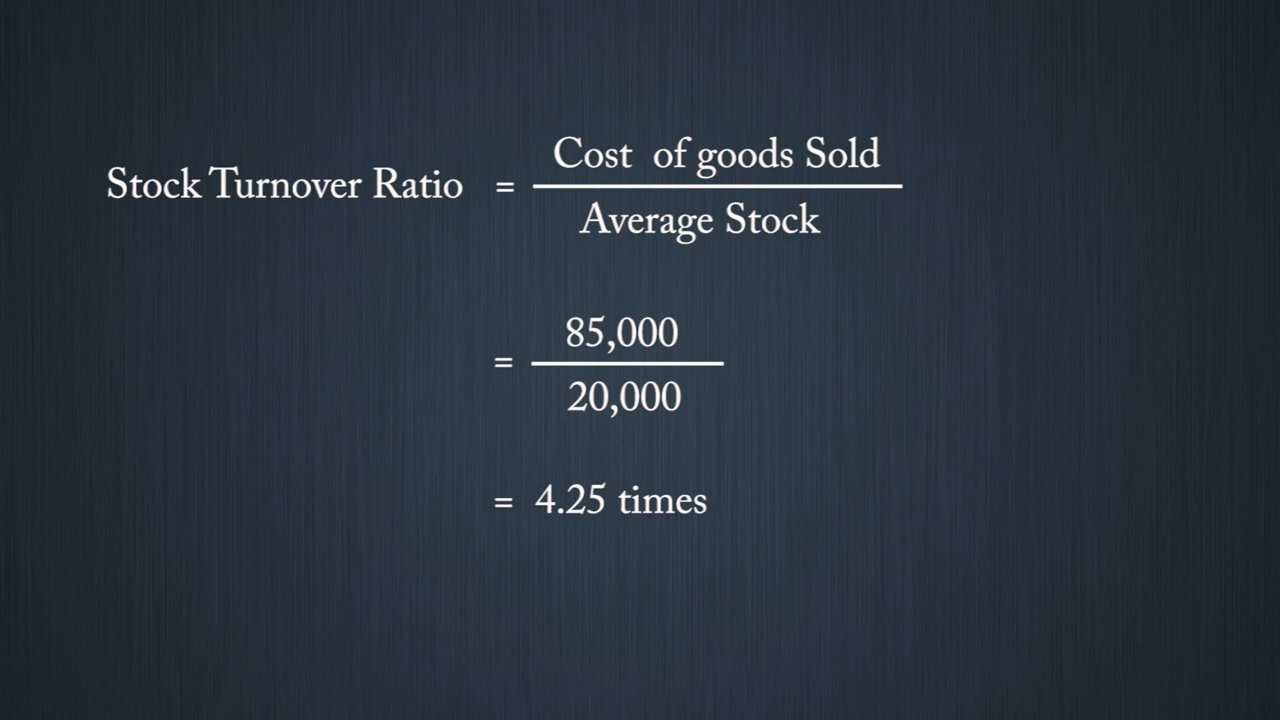 Stock Turnover Ratio = Cost of goods Sold
Average Stock
= 85,000
20,000
= 4.25 times